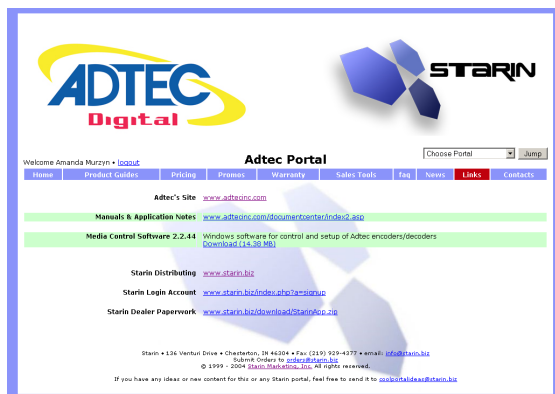 ADTEC
Digital
STARIN
Welcome Amanda Murzyn • logout
Adtec Portal
Choose Portal
Jump
Home Product Guides Pricing Promos Warranty Sales Tools faq News Links Contacts
Adtec's Site www.adtecinc.com
Manuals & Application Notes www.adtecinc.com/documentcenter/index2.asp
Media Control Software 2.2.44 Windows software for control and setup of Adtec encoders/decoders
Download (14.38 MB)
Starin Distributing www.starin.biz
Starin Login Account www.starin.biz/index.php?a=signup
Starin Dealer Paperwork www.starin.biz/download/StarinApp.zip
Starin • 136 Venturi Drive • Chesterton, IN 46304 • Fax (219) 929-4377 • email: info@starin.biz
Submit Orders to orders@starin.biz
© 1999 - 2004 Starin Marketing, Inc. All rights reserved.
If you have any ideas or new content for this or any Starin portal, feel free to send it to coolportalideas@starin.biz